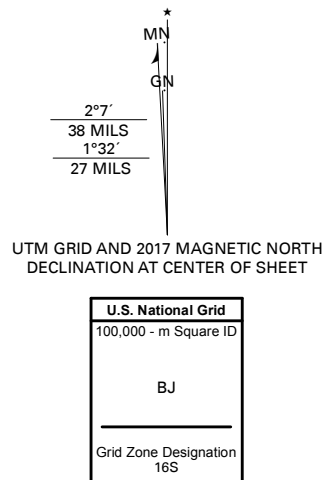 ★
MN
GN
2°7´
38 MILS
1°32´
27 MILS
UTM GRID AND 2017 MAGNETIC NORTH
DECLINATION AT CENTER OF SHEET
U.S. National Grid
100,000 - m Square ID
BJ
Grid Zone Designation
16S